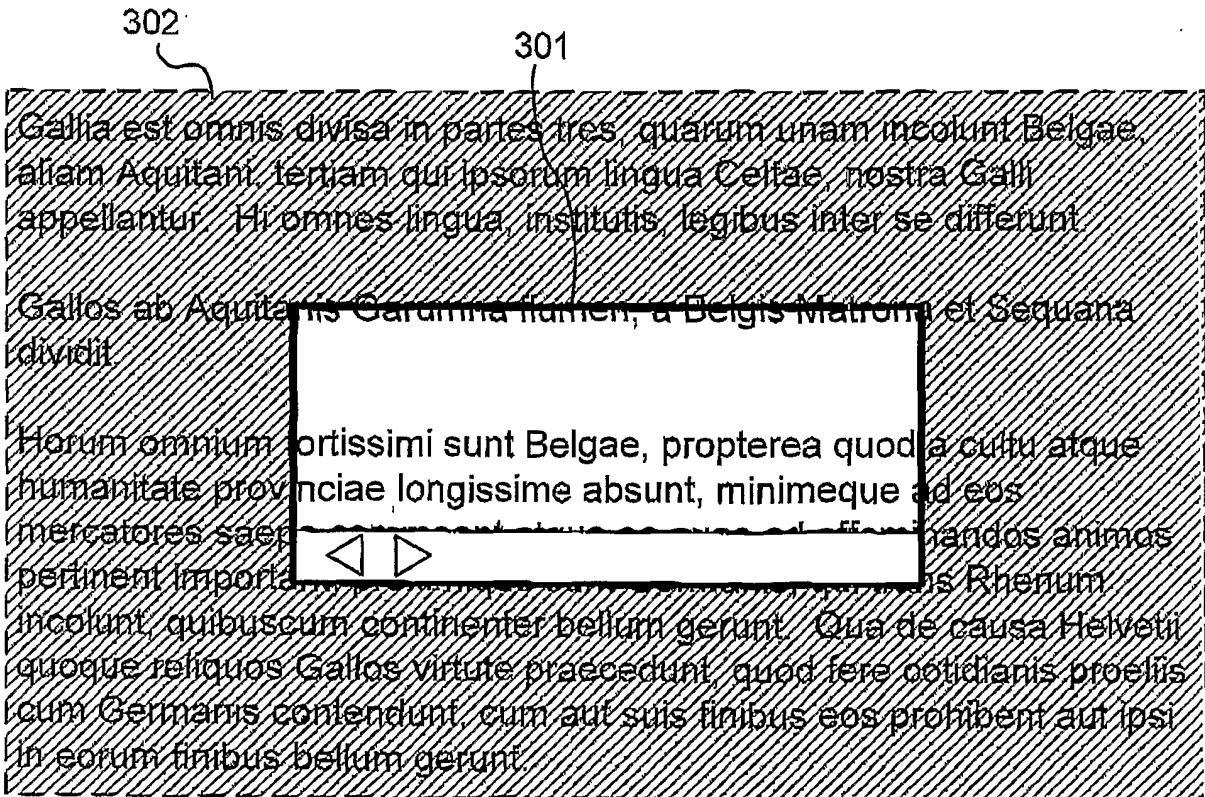 302
301
Gallia est omnis divisa in partes tres, quarum unam incolunt Belgae,
aliam Aquitani, tertiam qui ipsorum lingua Celtae, nostra Galli
appellantur. Hi omnes lingua, institutis, legibus inter se differunt.
Gallos ab Aquitanis Garumna flumen, a Belgis Matrona et Sequana
dividit.
Horum omnium fortissimi sunt Belgae, propterea quod a cultu atque
humanitate provinciae longissime absunt, minimeque ad eos
mercatores saepe animos
pertinent Rhenum
incolunt, quibuscum continenter bellum gerunt. Qua de causa Helvetii
quoque reliquos Gallos virtute praecedunt, quod fere cotidianis proeliis
cum Germanis contendunt, cum aut suis finibus eos prohibent aut ipsi
in eorum finibus bellum gerunt.